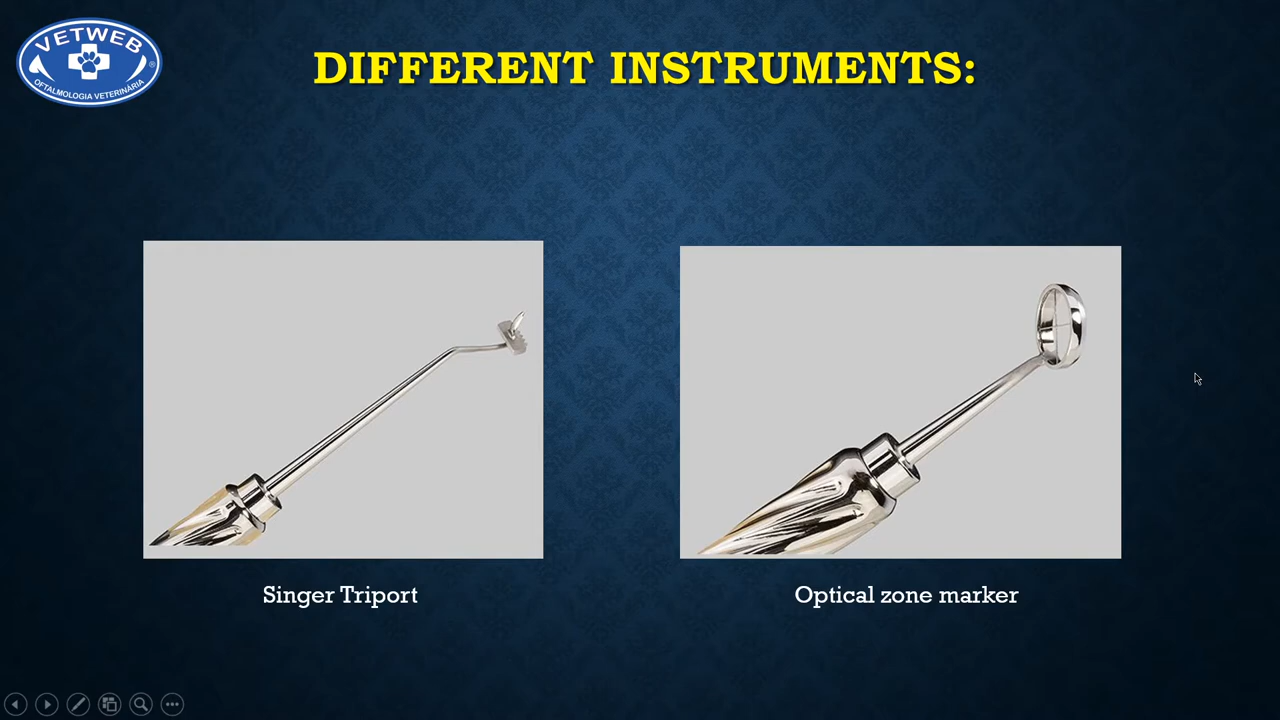 VETWEB
®
OFTALMOLOGIA VETERINÁRIA
DIFFERENT INSTRUMENTS:
Singer Triport
Optical zone marker